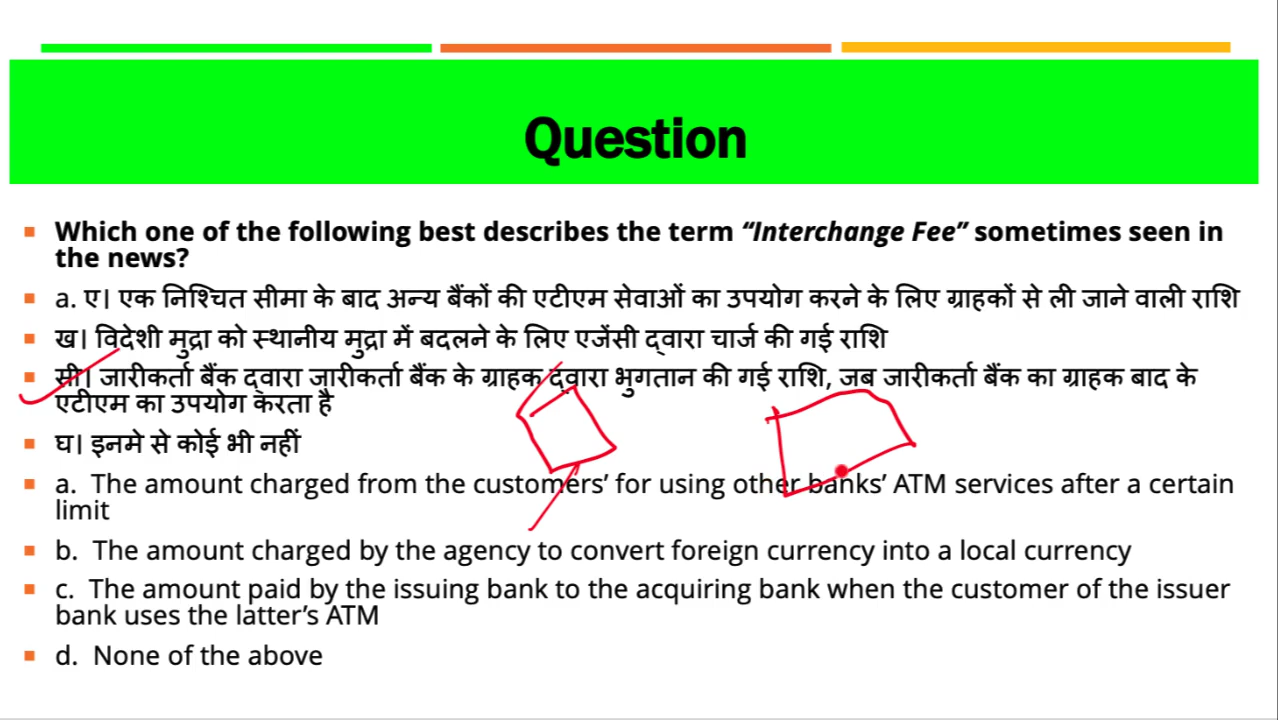 Question
Which one of the following best describes the term “Interchange Fee” sometimes seen in
the news?
a. ए। एक निश्चित सीमा के बाद अन्य बैंकों की एटीएम सेवाओं का उपयोग करने के लिए ग्राहकों से ली जाने वाली राशि
ख। विदेशी मुद्रा को स्थानीय मुद्रा में बदलने के लिए एजेंसी द्वारा चार्ज की गई राशि
सी। जारीकर्ता बैंक द्वारा जारीकर्ता बैंक के ग्राहक द्वारा भुगतान की गई राशि, जब जारीकर्ता बैंक का ग्राहक बाद के
एटीएम का उपयोग करता है
घ। इनमे से कोई भी नहीं
a. The amount charged from the customers’ for using other banks’ ATM services after a certain
limit
b. The amount charged by the agency to convert foreign currency into a local currency
c. The amount paid by the issuing bank to the acquiring bank when the customer of the issuer
bank uses the latter’s ATM
d. None of the above